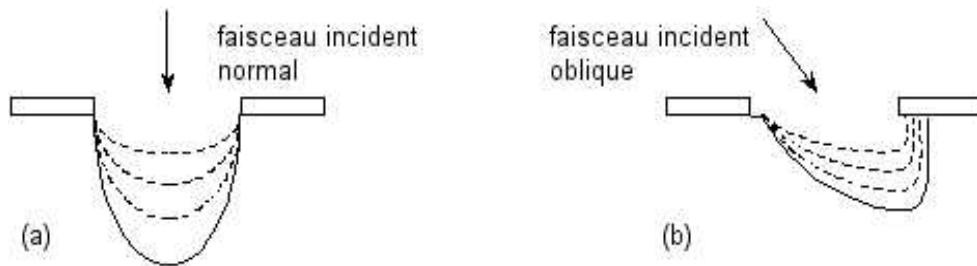 faisceau incident
normal
(a)
faisceau incident
oblique
(b)